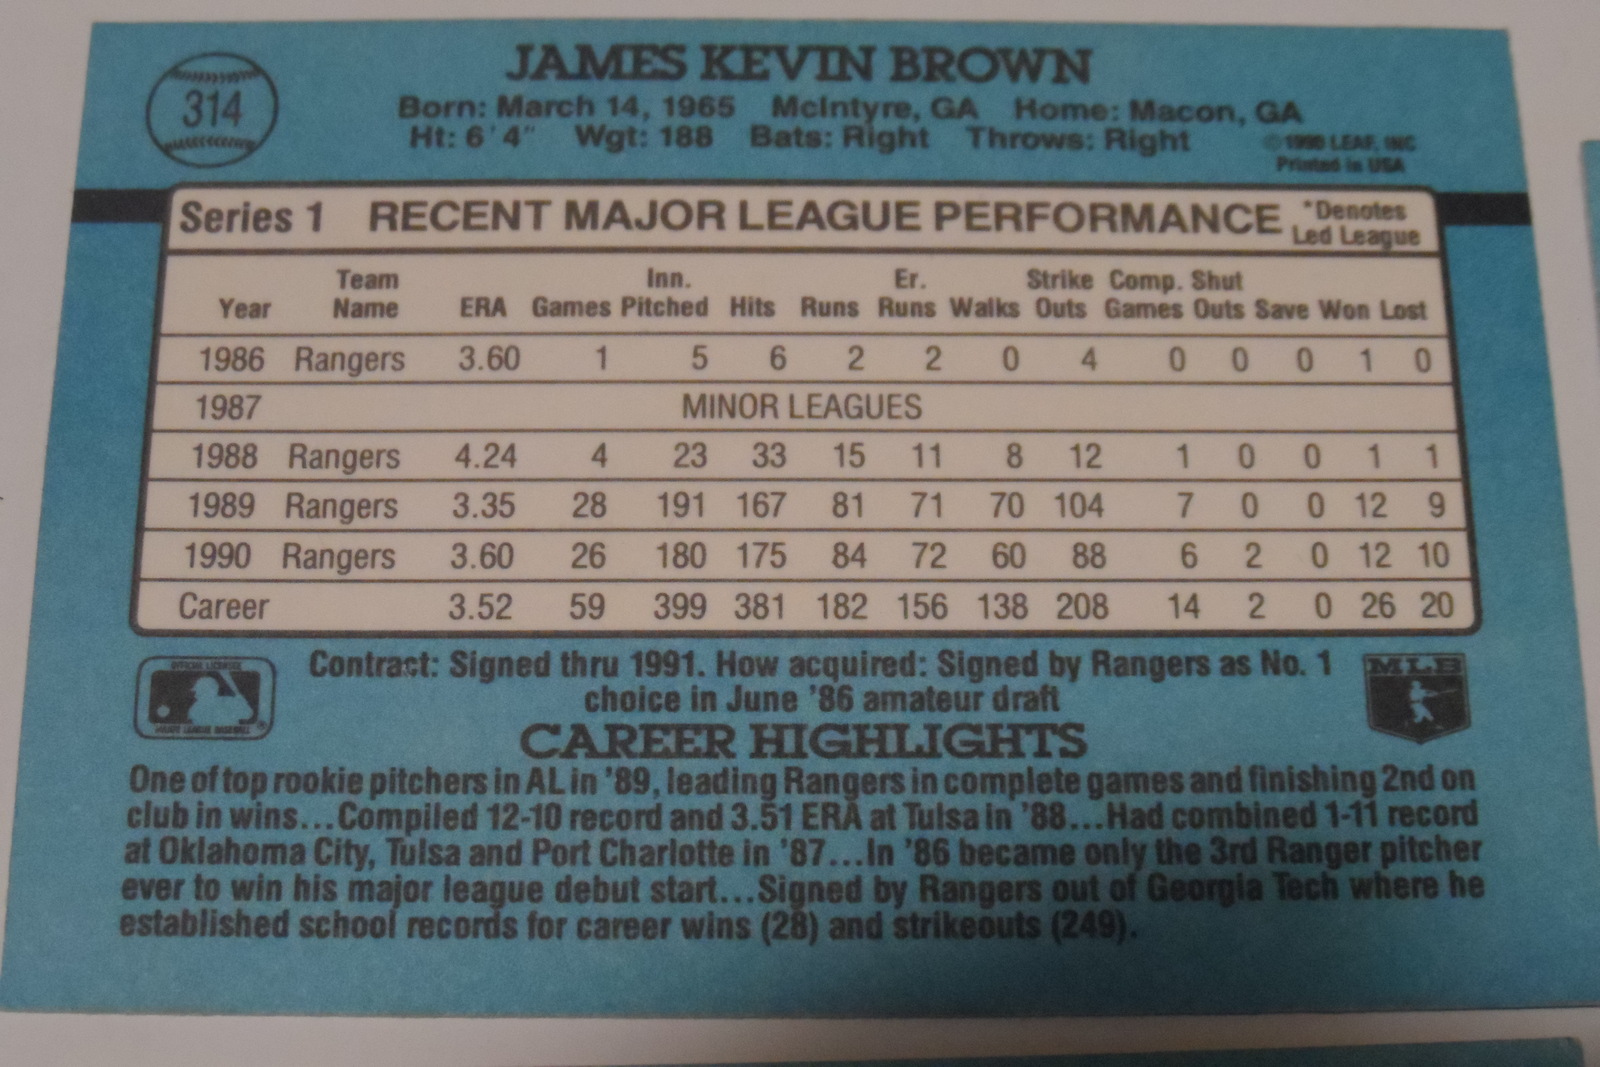 314
JAMES KEVIN BROWN
Born: March 14, 1965 McIntyre, GA Home: Macon, GA
Ht: 6' 4" Wgt: 188 Bats: Right Throws: Right
©1990 LEAF, INC
Printed in USA
Series 1 RECENT MAJOR LEAGUE PERFORMANCE *Denotes
Led League
Team Inn. Er. Strike Comp. Shut
Year Name ERA Games Pitched Hits Runs Runs Walks Outs Games Outs Save Won Lost
1986 Rangers 3.60 1 5 6 2 2 0 4 0 0 0 1 0
1987 MINOR LEAGUES
1988 Rangers 4.24 4 23 33 15 11 8 12 1 0 0 1 1
1989 Rangers 3.35 28 191 167 81 71 70 104 7 0 0 12 9
1990 Rangers 3.60 26 180 175 84 72 60 88 6 2 0 12 10
Career 3.52 59 399 381 182 156 138 208 14 2 0 26 20
OFFICIAL LICENSEE
MAJOR LEAGUE BASEBALL
Contract: Signed thru 1991. How acquired: Signed by Rangers as No. 1
choice in June '86 amateur draft
MLB
CAREER HIGHLIGHTS
One of top rookie pitchers in AL in '89, leading Rangers in complete games and finishing 2nd on
club in wins...Compiled 12-10 record and 3.51 ERA at Tulsa in '88...Had combined 1-11 record
at Oklahoma City, Tulsa and Port Charlotte in '87...In '86 became only the 3rd Ranger pitcher
ever to win his major league debut start...Signed by Rangers out of Georgia Tech where he
established school records for career wins (28) and strikeouts (249).